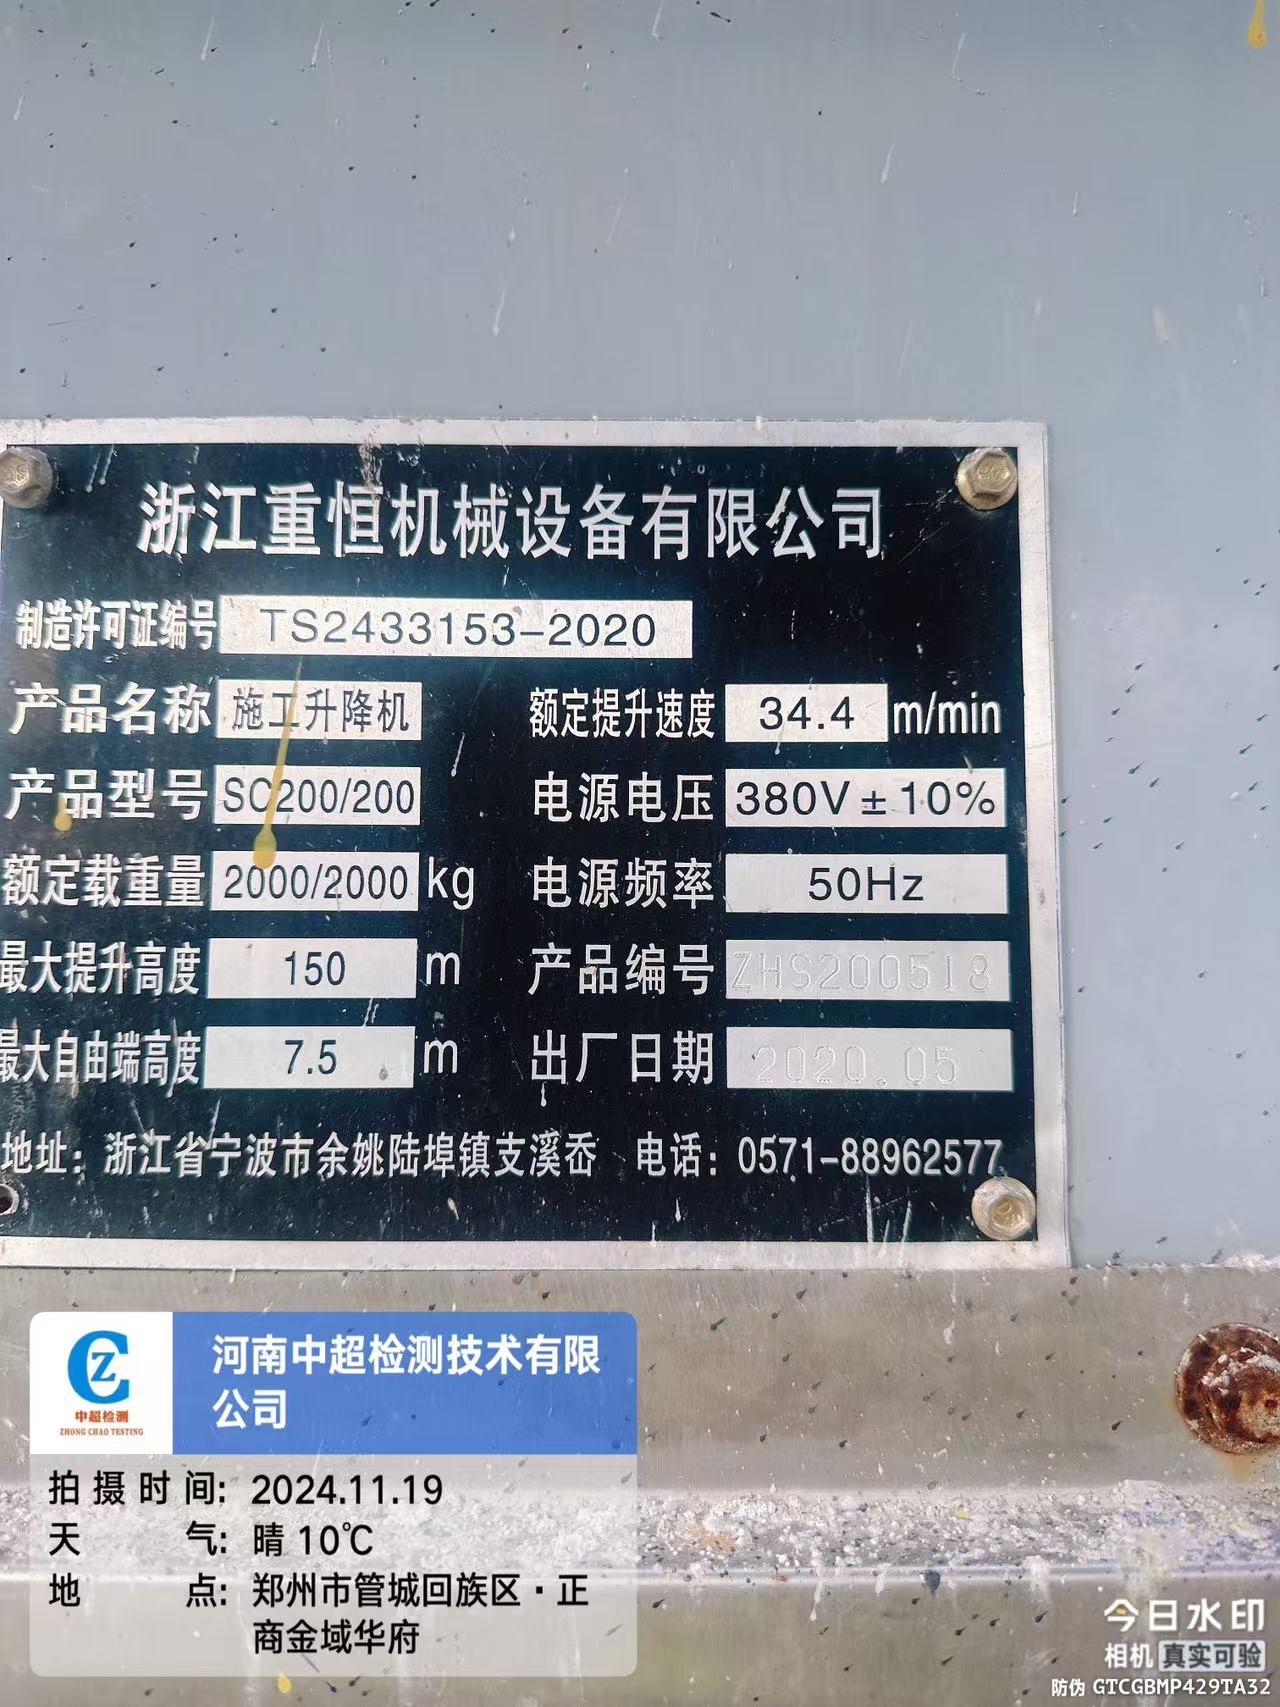 浙江重恒机械设备有限公司
制造许可证编号 TS2433153-2020
产品名称 施工升降机 额定提升速度 34.4 m/min
产品型号 SC200/200 电源电压 380V±10%
额定载重量 2000/2000 kg 电源频率 50Hz
最大提升高度 150 m 产品编号 ZHS200518
最大自由端高度 7.5 m 出厂日期 2020.05
地址：浙江省宁波市余姚陆埠镇支溪岙 电话：0571-88962577
河南中超检测技术有限
公司
中超检测
ZHONG CHAO TESTING
拍摄时间：2024.11.19
天气：晴 10℃
地点：郑州市管城回族区·正
商金域华府
今日水印
相机 真实可验
防伪 GTCGBMP429TA32